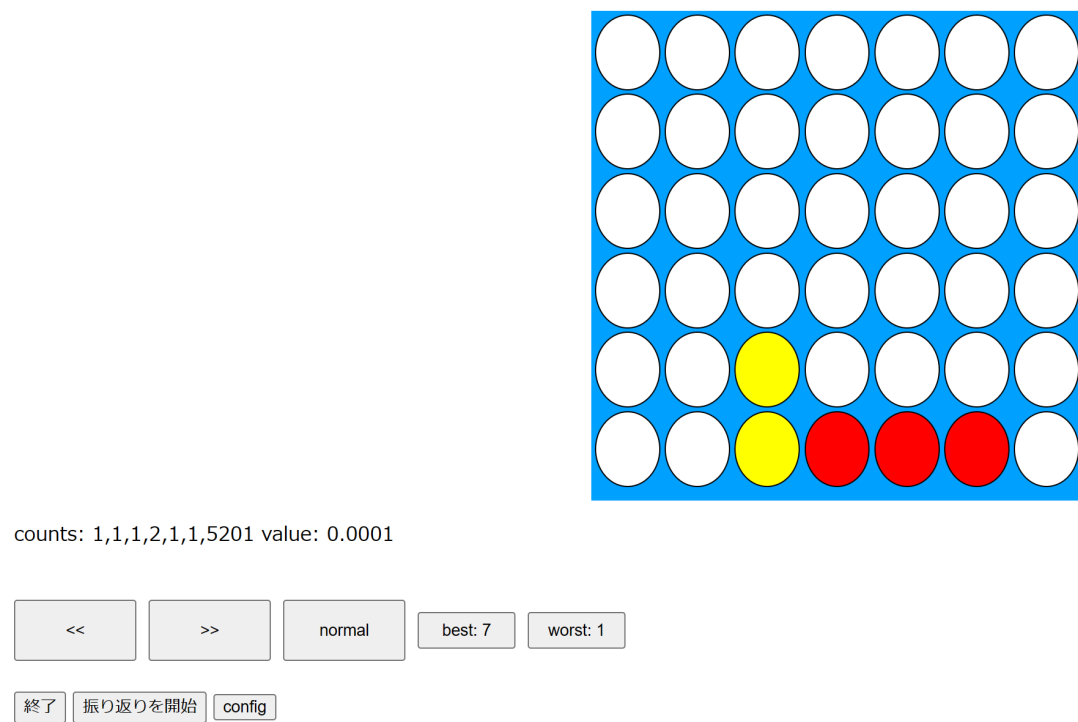 counts: 1,1,1,2,1,1,5201 value: 0.0001
<< >> normal best: 7 worst: 1
終了 振り返りを開始 config